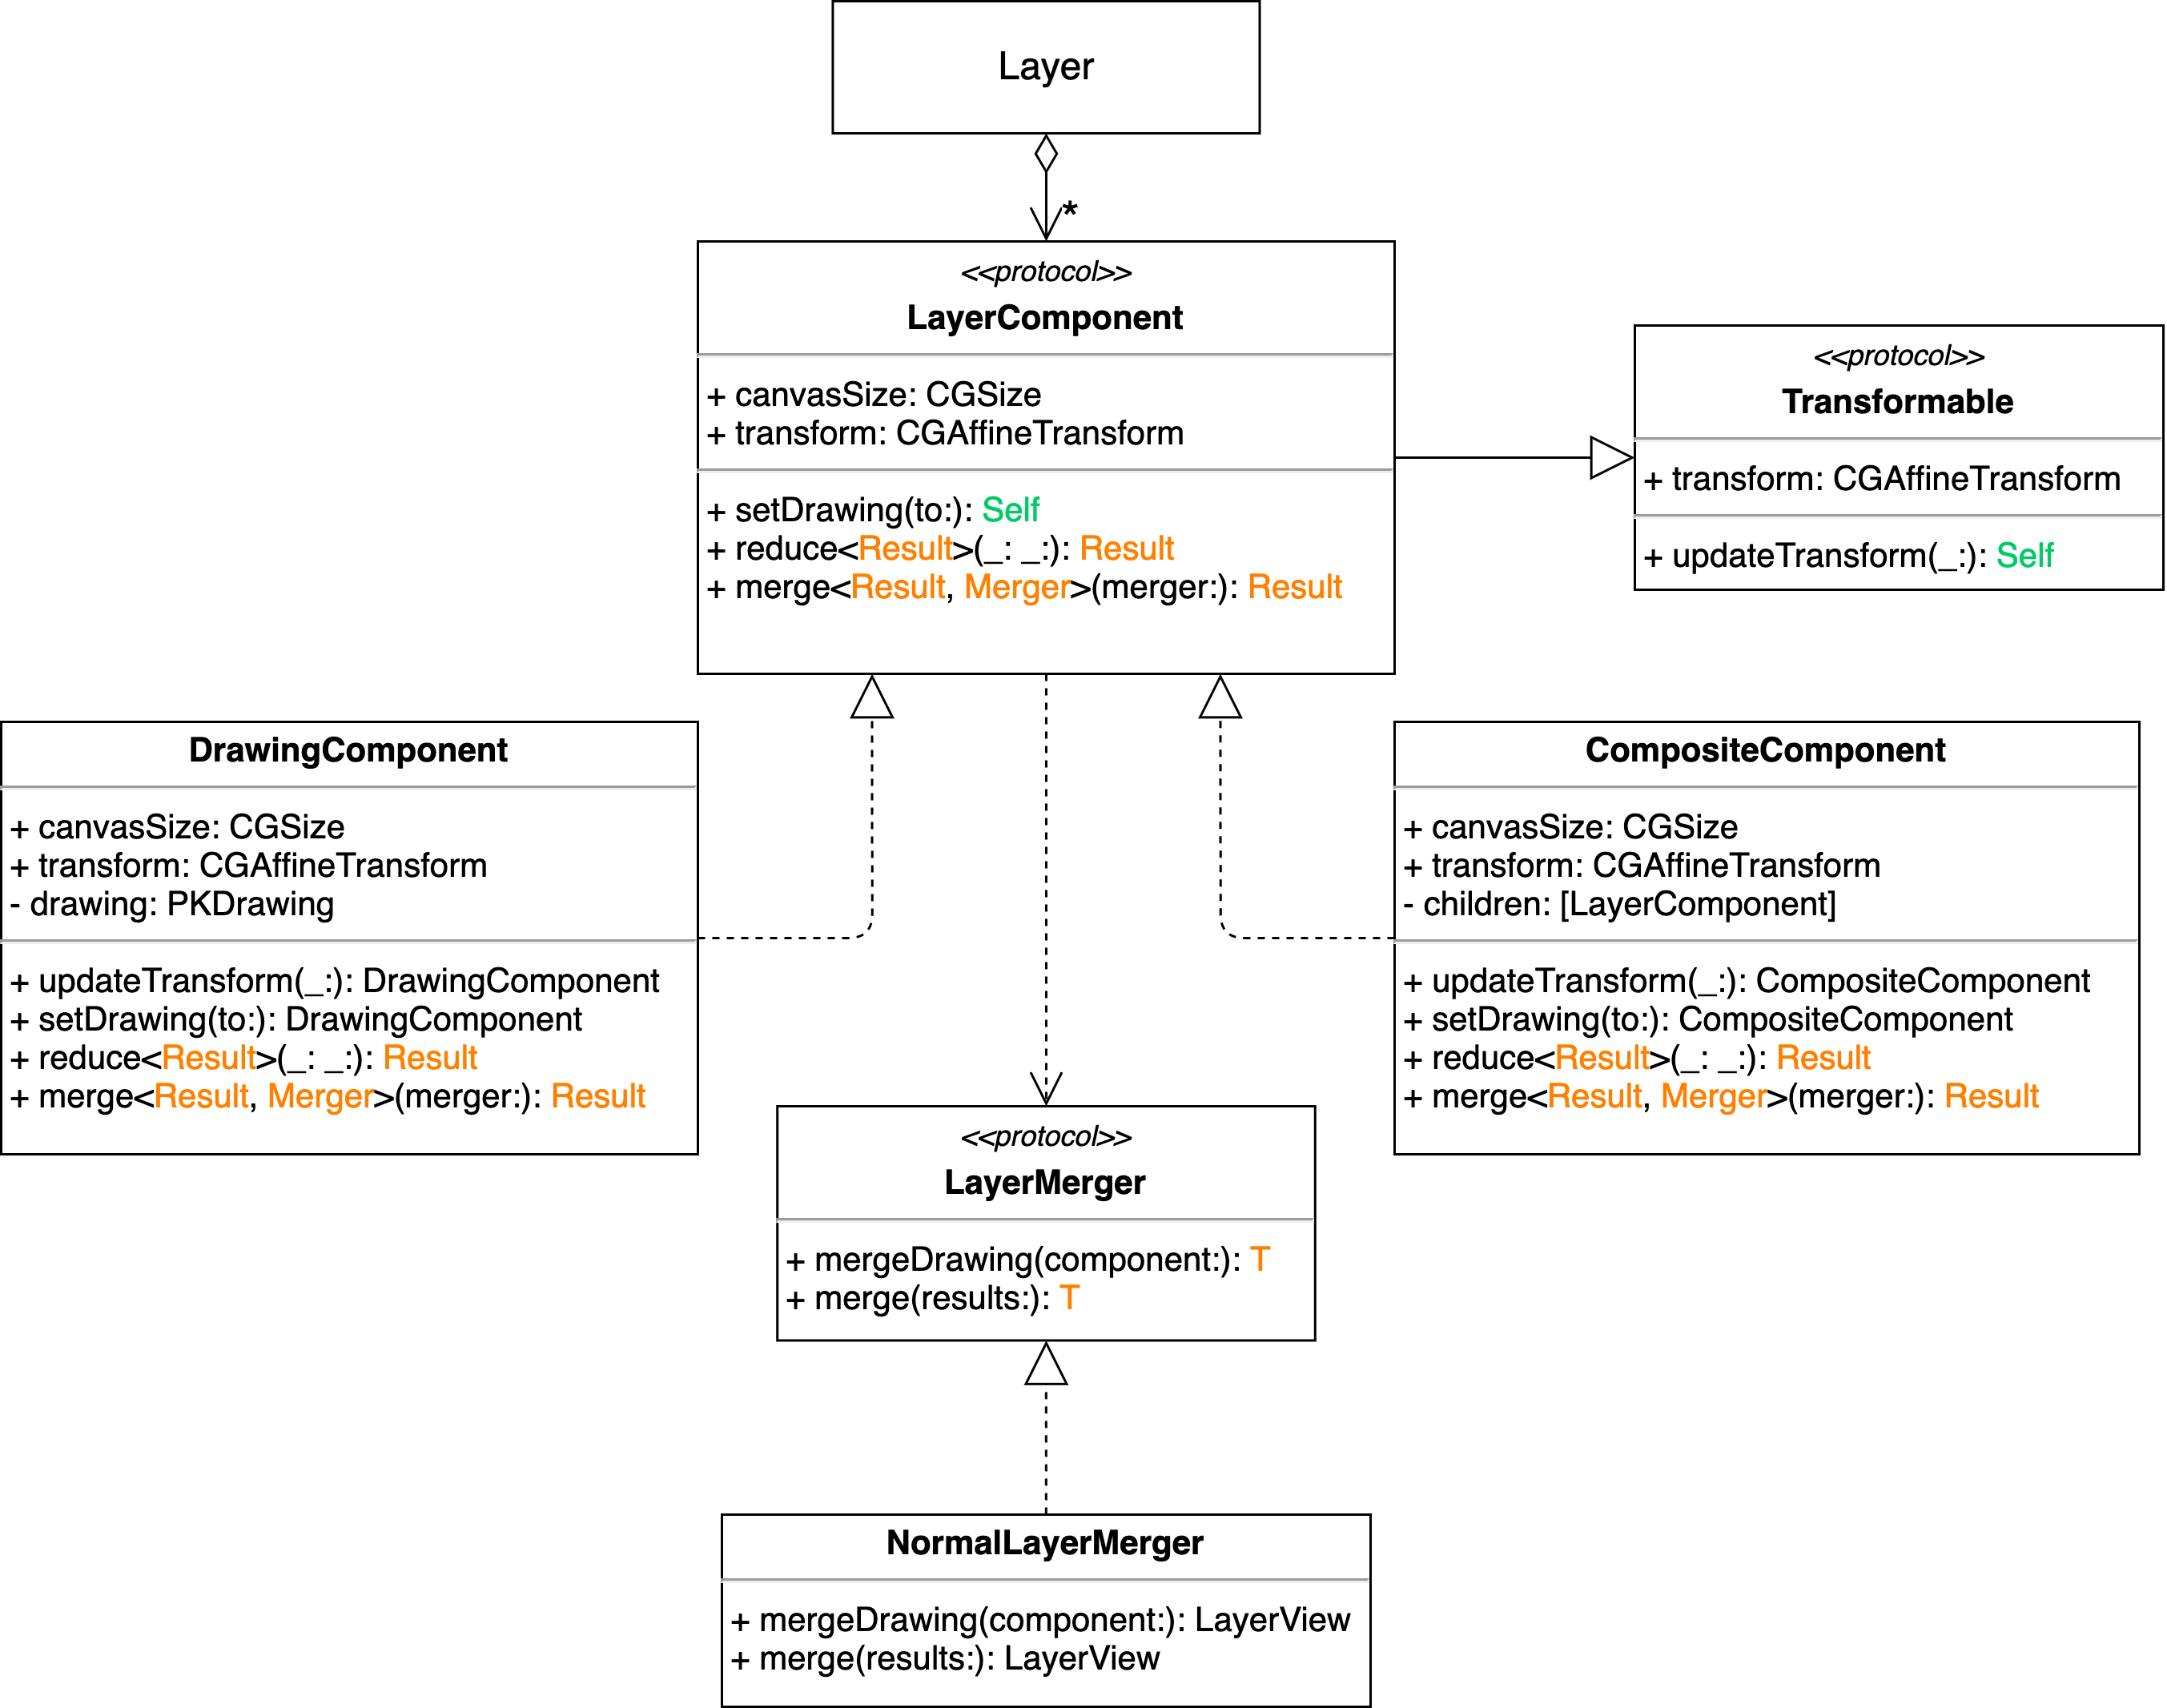 Layer
*
<<protocol>>
LayerComponent
+ canvasSize: CGSize
+ transform: CGAffineTransform
+ setDrawing(to:): Self
+ reduce<Result>(_: _:): Result
+ merge<Result, Merger>(merger:): Result
<<protocol>>
Transformable
+ transform: CGAffineTransform
+ updateTransform(_:): Self
DrawingComponent
+ canvasSize: CGSize
+ transform: CGAffineTransform
- drawing: PKDrawing
+ updateTransform(_:): DrawingComponent
+ setDrawing(to:): DrawingComponent
+ reduce<Result>(_: _:): Result
+ merge<Result, Merger>(merger:): Result
CompositeComponent
+ canvasSize: CGSize
+ transform: CGAffineTransform
- children: [LayerComponent]
+ updateTransform(_:): CompositeComponent
+ setDrawing(to:): CompositeComponent
+ reduce<Result>(_: _:): Result
+ merge<Result, Merger>(merger:): Result
<<protocol>>
LayerMerger
+ mergeDrawing(component:): T
+ merge(results:): T
NormalLayerMerger
+ mergeDrawing(component:): LayerView
+ merge(results:): LayerView